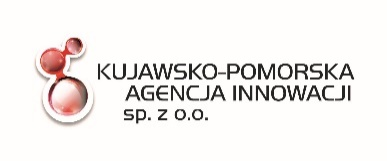 KUJAWSKO-POMORSKA
AGENCJA INNOWACJI
sp. z o.o.